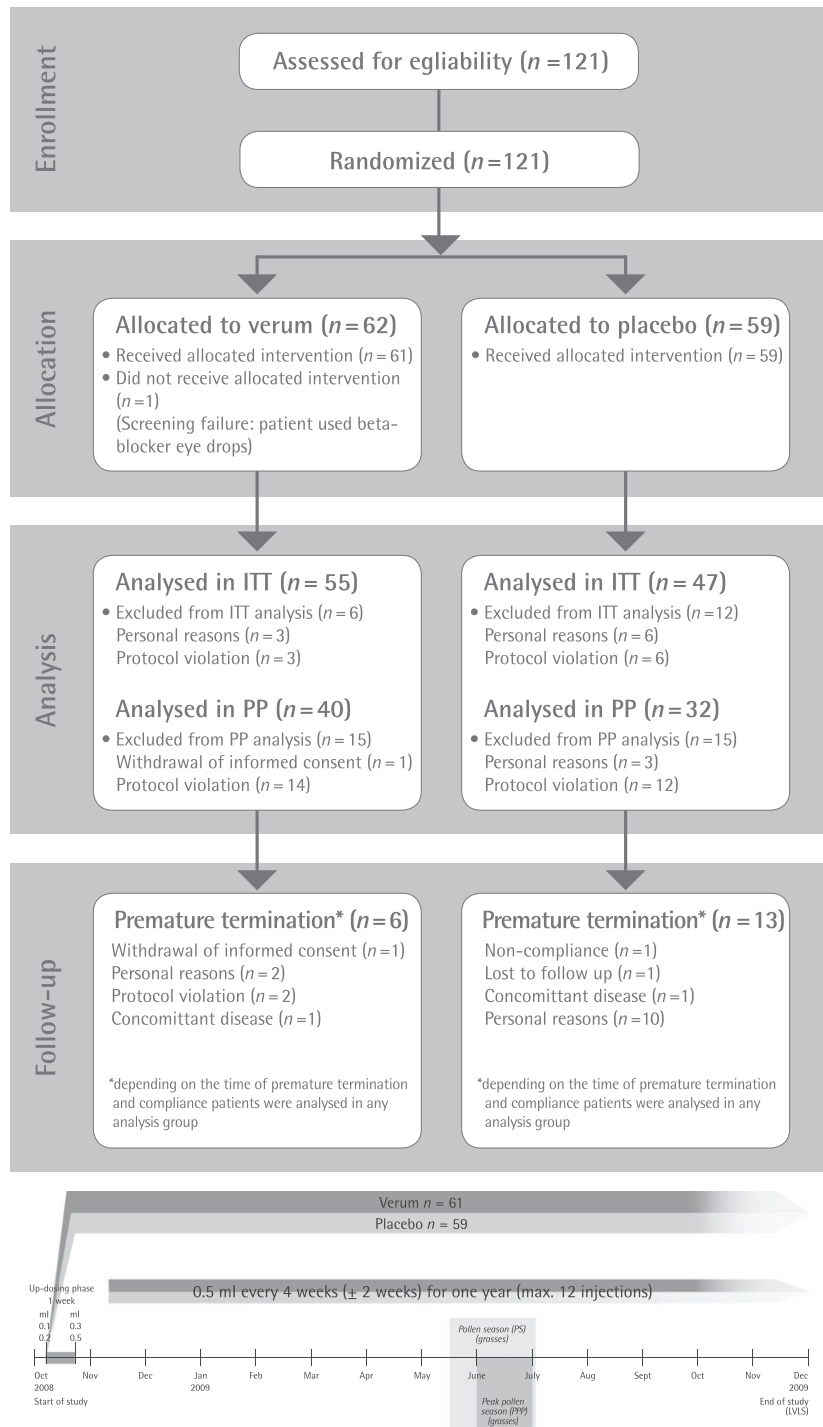 Enrollment
Assessed for egliability (n =121)
Randomized (n=121)
Allocation
Allocated to verum (n = 62)
• Received allocated intervention (n = 61)
• Did not receive allocated intervention
(n =1)
(Screening failure: patient used beta-
blocker eye drops)
Allocated to placebo (n = 59)
• Received allocated intervention (n = 59)
Analysis
Analysed in ITT (n = 55)
• Excluded from ITT analysis (n = 6)
Personal reasons (n = 3)
Protocol violation (n = 3)
Analysed in PP (n = 40)
• Excluded from PP analysis (n = 15)
Withdrawal of informed consent (n = 1)
Protocol violation (n = 14)
Analysed in ITT (n = 47)
• Excluded from ITT analysis (n =12)
Personal reasons (n = 6)
Protocol violation (n = 6)
Analysed in PP (n = 32)
• Excluded from PP analysis (n =15)
Personal reasons (n = 3)
Protocol violation (n = 12)
Follow-up
Premature termination* (n = 6)
Withdrawal of informed consent (n =1)
Personal reasons (n = 2)
Protocol violation (n = 2)
Concomittant disease (n =1)
*depending on the time of premature termination
and compliance patients were analysed in any
analysis group
Premature termination* (n = 13)
Non-compliance (n =1)
Lost to follow up (n =1)
Concomittant disease (n =1)
Personal reasons (n =10)
*depending on the time of premature termination
and compliance patients were analysed in any
analysis group
Verum n = 61
Placebo n = 59
Up-dosing phase
1 week
ml ml
0.1 0.3
0.2 0.5
0.5 ml every 4 weeks (± 2 weeks) for one year (max. 12 injections)
Pollen season (PS)
(grasses)
Oct Nov Dec Jan Feb Mar Apr May June July Aug Sept Oct Nov Dec
2008 2009 2009
Start of study
Peak pollen
season (PPP)
(grasses)
End of study
(LVLS)